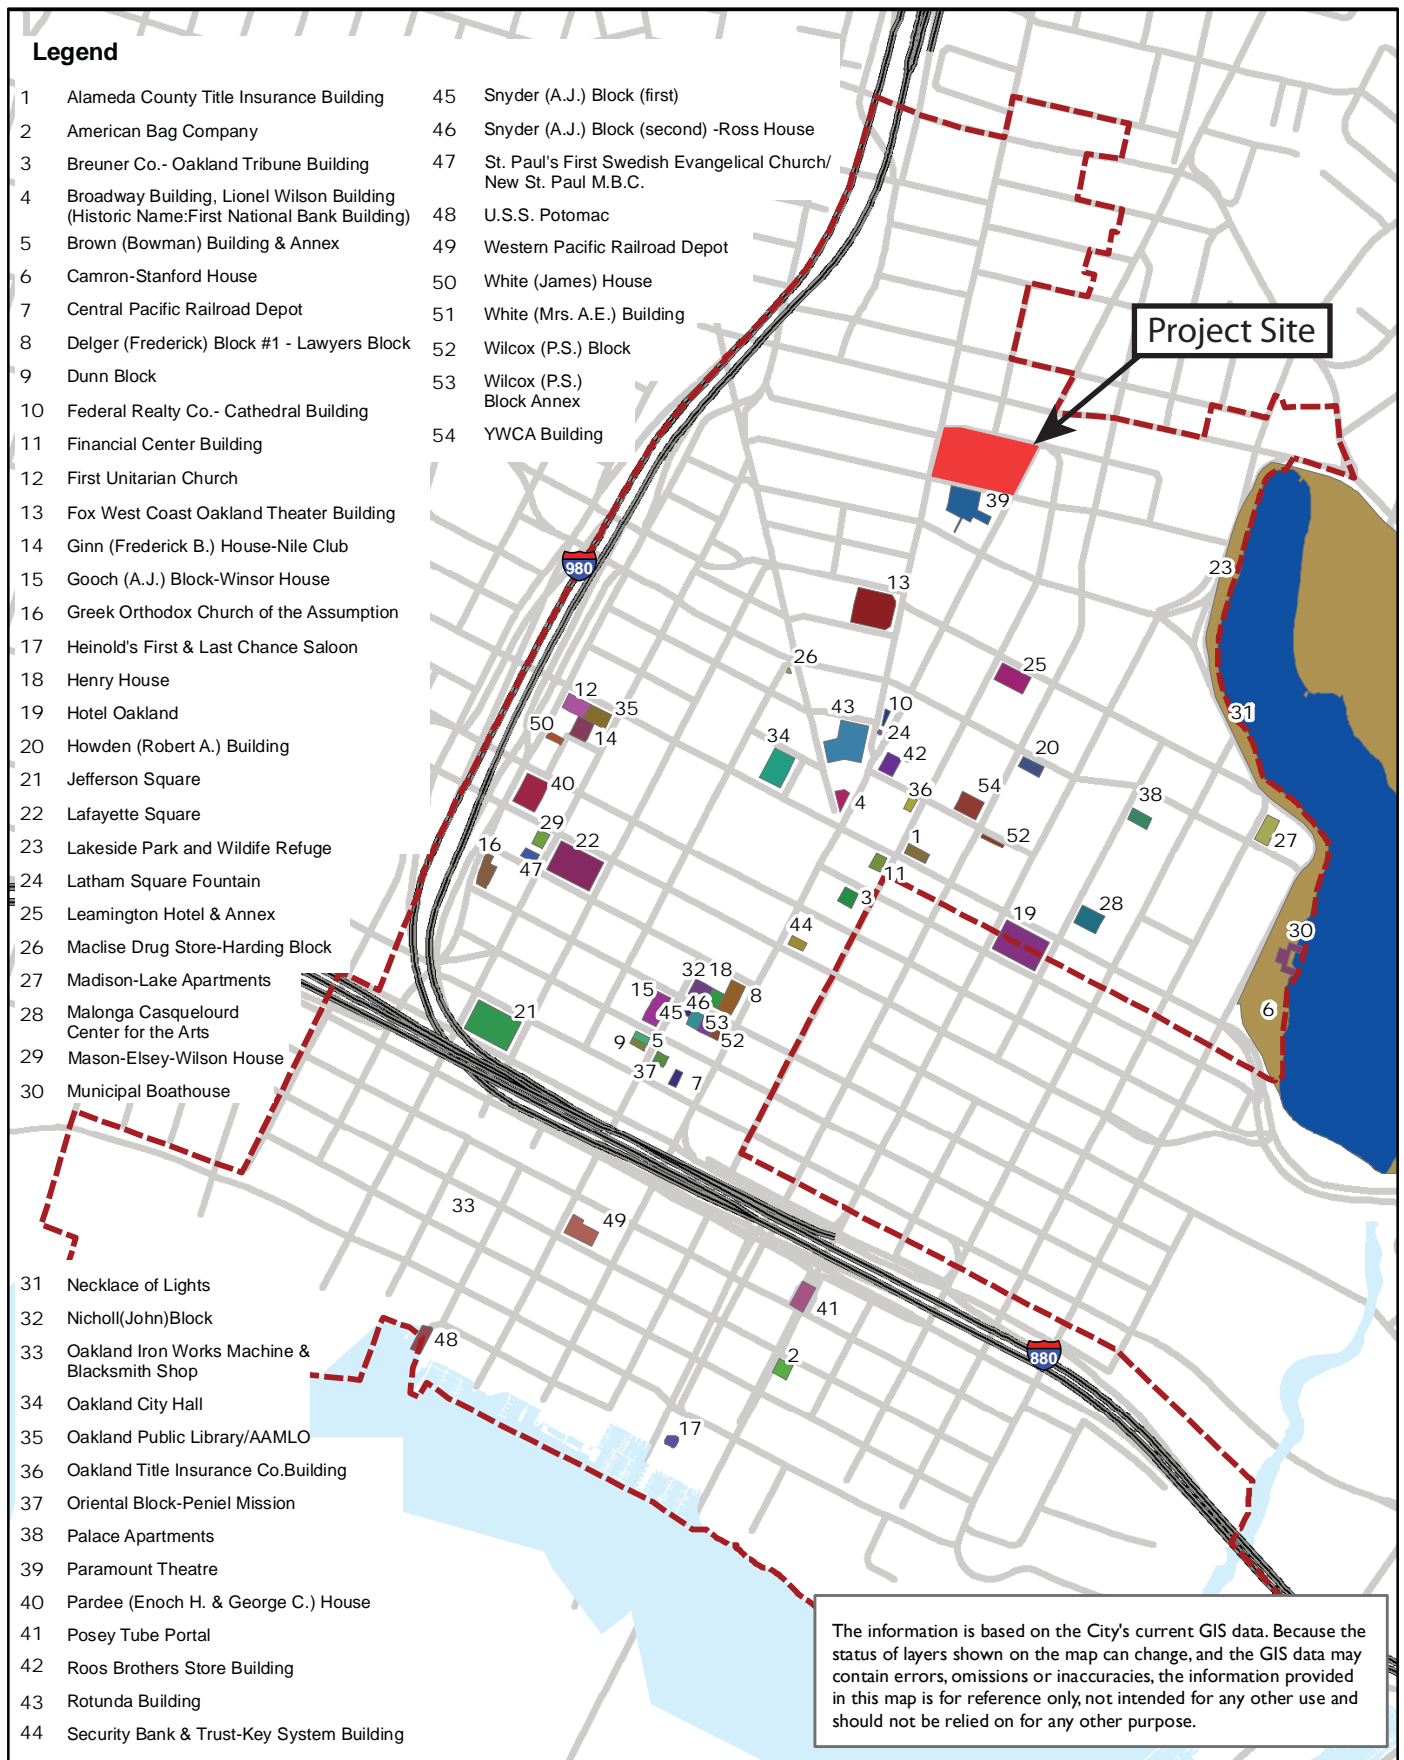 Legend
1 Alameda County Title Insurance Building
2 American Bag Company
3 Breuner Co.- Oakland Tribune Building
4 Broadway Building, Lionel Wilson Building
(Historic Name:First National Bank Building)
5 Brown (Bowman) Building & Annex
6 Camron-Stanford House
7 Central Pacific Railroad Depot
8 Delger (Frederick) Block #1 - Lawyers Block
9 Dunn Block
10 Federal Realty Co.- Cathedral Building
11 Financial Center Building
12 First Unitarian Church
13 Fox West Coast Oakland Theater Building
14 Ginn (Frederick B.) House-Nile Club
15 Gooch (A.J.) Block-Winsor House
16 Greek Orthodox Church of the Assumption
17 Heinold's First & Last Chance Saloon
18 Henry House
19 Hotel Oakland
20 Howden (Robert A.) Building
21 Jefferson Square
22 Lafayette Square
23 Lakeside Park and Wildife Refuge
24 Latham Square Fountain
25 Leamington Hotel & Annex
26 Maclise Drug Store-Harding Block
27 Madison-Lake Apartments
28 Malonga Casquelourd
Center for the Arts
29 Mason-Elsey-Wilson House
30 Municipal Boathouse
31 Necklace of Lights
32 Nicholl(John)Block
33 Oakland Iron Works Machine &
Blacksmith Shop
34 Oakland City Hall
35 Oakland Public Library/AAMLO
36 Oakland Title Insurance Co.Building
37 Oriental Block-Peniel Mission
38 Palace Apartments
39 Paramount Theatre
40 Pardee (Enoch H. & George C.) House
41 Posey Tube Portal
42 Roos Brothers Store Building
43 Rotunda Building
44 Security Bank & Trust-Key System Building
45 Snyder (A.J.) Block (first)
46 Snyder (A.J.) Block (second) -Ross House
47 St. Paul's First Swedish Evangelical Church/
New St. Paul M.B.C.
48 U.S.S. Potomac
49 Western Pacific Railroad Depot
50 White (James) House
51 White (Mrs. A.E.) Building
52 Wilcox (P.S.) Block
53 Wilcox (P.S.)
Block Annex
54 YWCA Building
Project Site
39
980
23
13
26
25
12
35
10
31
43
50
14
24
34
42
20
40
36
54
38
4
29
1
52
27
16
22
47
11
3
28
19
44
30
32
18
15
8
46
6
21
45
53
5
52
9
37
7
33
49
41
48
2
880
17
The information is based on the City's current GIS data. Because the
status of layers shown on the map can change, and the GIS data may
contain errors, omissions or inaccuracies, the information provided
in this map is for reference only, not intended for any other use and
should not be relied on for any other purpose.